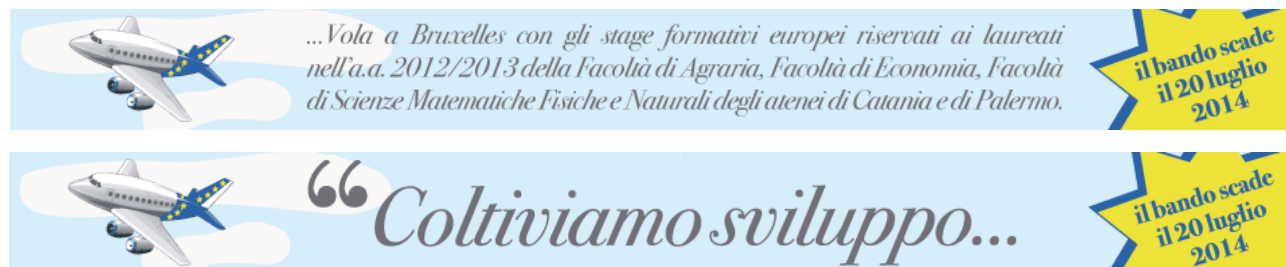 ...Vola a Bruxelles con gli stage formativi europei riservati ai laureati
nell'a.a. 2012/2013 della Facoltà di Agraria, Facoltà di Economia, Facoltà
di Scienze Matematiche Fisiche e Naturali degli atenei di Catania e di Palermo.
il bando scade
il 20 luglio
2014
“Coltiviamo sviluppo...
il bando scade
il 20 luglio
2014